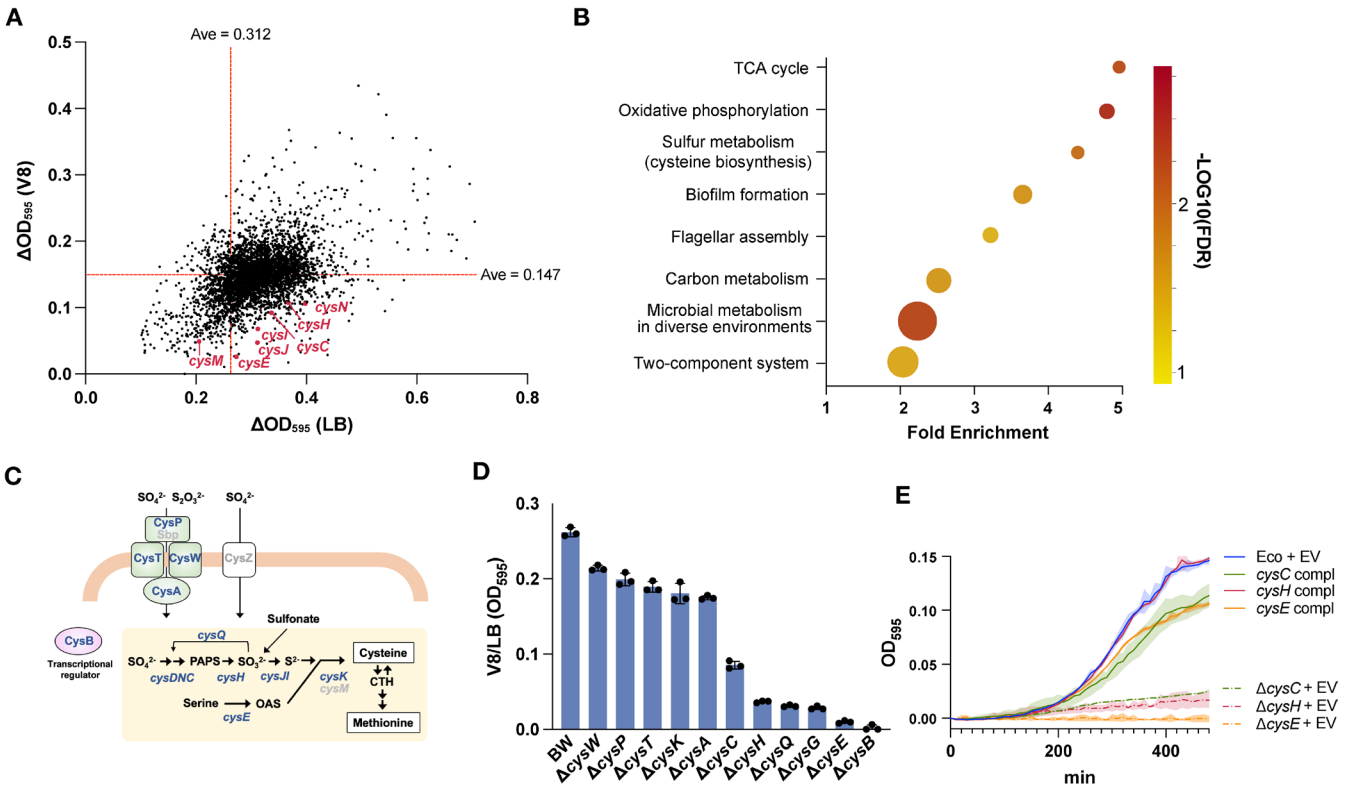 A
Ave = 0.312
0.5
0.4
0.3
0.2
0.1
0.0
ΔOD595 (V8)
Ave = 0.147
cysN
cysH
cysI
cysC
cysJ
cysM
cysE
0.0
0.2
0.4
0.6
0.8
ΔOD595 (LB)
B
TCA cycle
Oxidative phosphorylation
Sulfur metabolism
(cysteine biosynthesis)
Biofilm formation
Flagellar assembly
Carbon metabolism
Microbial metabolism
in diverse environments
Two-component system
1
2
3
4
5
Fold Enrichment
2
1
-LOG10(FDR)
C
SO42- S2O32-
SO42-
CysP
Sbp
CysT
CysW
CysZ
CysA
CysB
Transcriptional
regulator
Sulfonate
cysQ
SO42-
PAPS
SO32-
S2-
cysDNC
cysH
cysJI
cysK
cysM
Cysteine
CTH
Methionine
Serine
OAS
cysE
D
0.3
0.2
0.1
0.0
V8/LB (OD595)
BW
ΔcysW
ΔcysP
ΔcysT
ΔcysK
ΔcysA
ΔcysC
ΔcysH
ΔcysQ
ΔcysG
ΔcysE
ΔcysB
E
0.15
0.10
0.05
0.00
OD595
0
200
400
min
Eco + EV
cysC compl
cysH compl
cysE compl
ΔcysC + EV
ΔcysH + EV
ΔcysE + EV